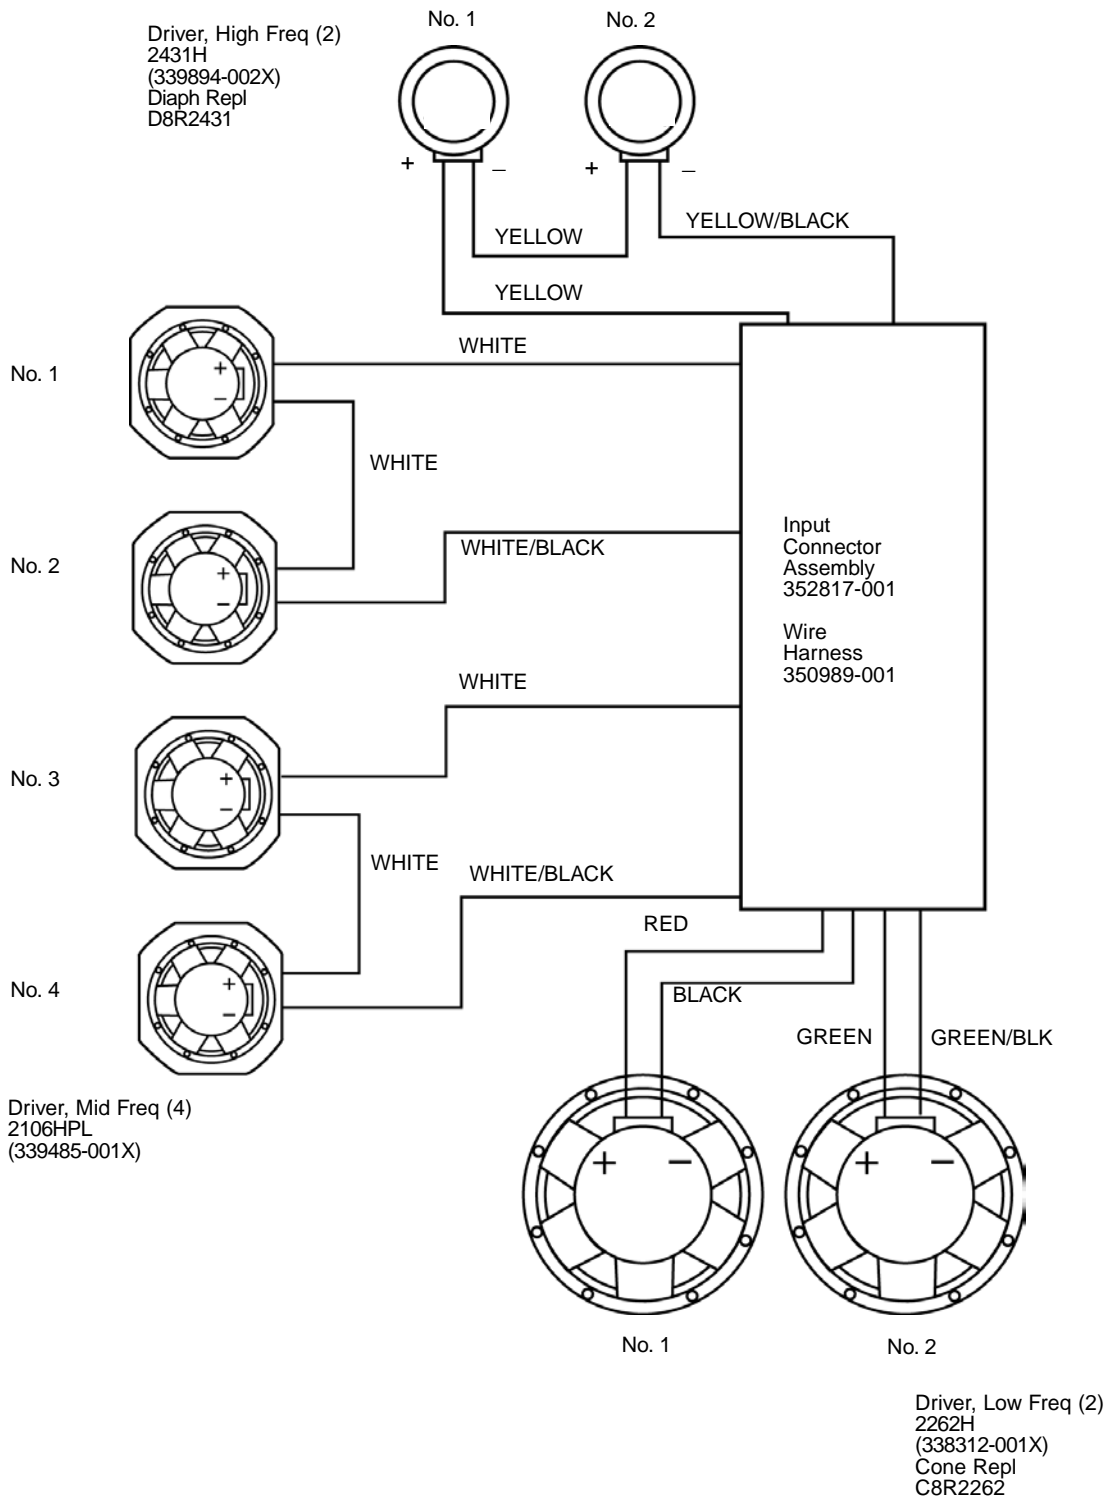 No. 1
No. 2
Driver, High Freq (2)
2431H
(339894-002X)
Diaph Repl
D8R2431
+
–
+
–
YELLOW/BLACK
YELLOW
YELLOW
WHITE
No. 1
+
–
WHITE
No. 2
+
–
WHITE/BLACK
Input
Connector
Assembly
352817-001
Wire
Harness
350989-001
WHITE
No. 3
+
–
WHITE
WHITE/BLACK
RED
No. 4
+
–
BLACK
GREEN
GREEN/BLK
Driver, Mid Freq (4)
2106HPL
(339485-001X)
+
–
+
–
No. 1
No. 2
Driver, Low Freq (2)
2262H
(338312-001X)
Cone Repl
C8R2262